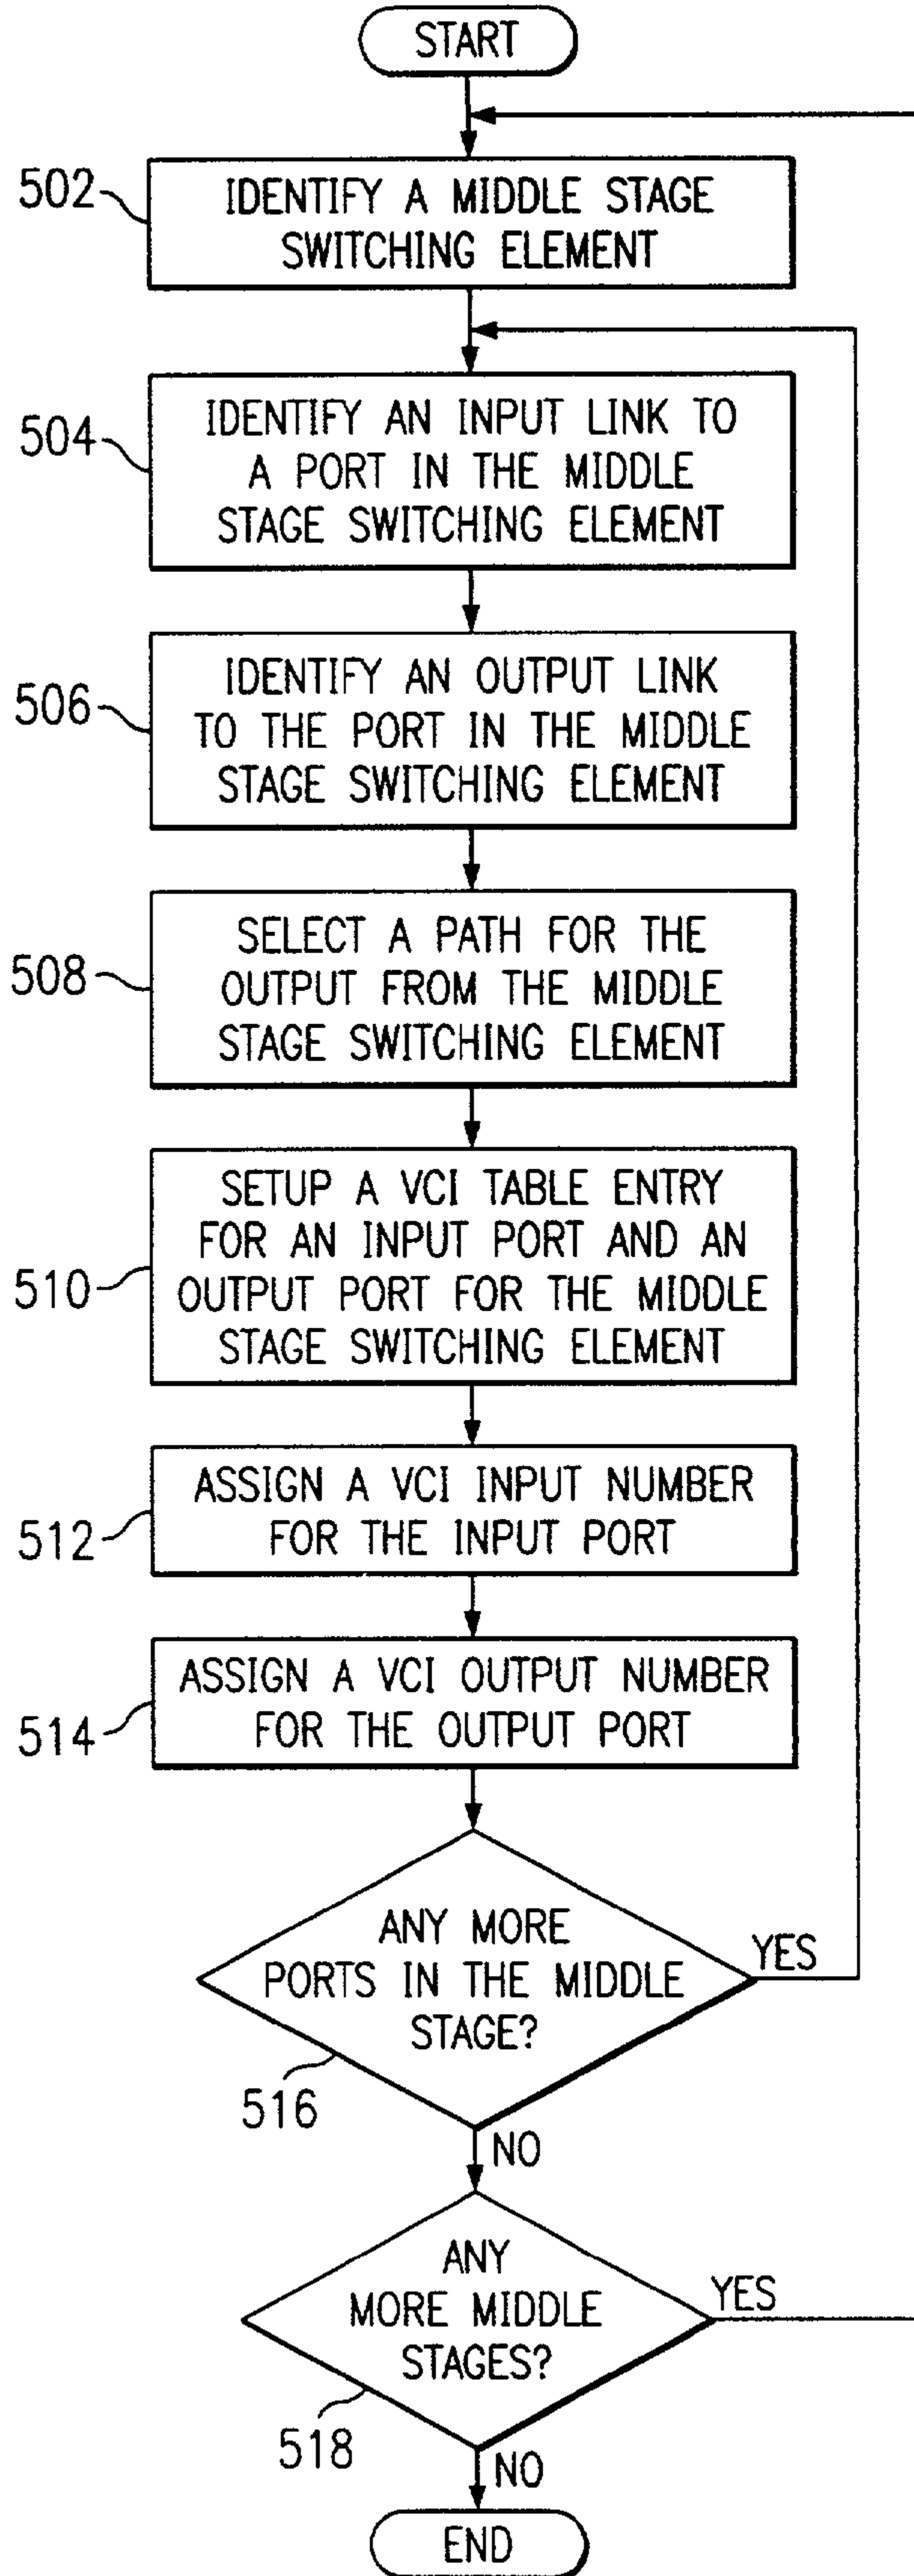 START
502
IDENTIFY A MIDDLE STAGE
SWITCHING ELEMENT
504
IDENTIFY AN INPUT LINK TO
A PORT IN THE MIDDLE
STAGE SWITCHING ELEMENT
506
IDENTIFY AN OUTPUT LINK
TO THE PORT IN THE MIDDLE
STAGE SWITCHING ELEMENT
508
SELECT A PATH FOR THE
OUTPUT FROM THE MIDDLE
STAGE SWITCHING ELEMENT
510
SETUP A VCI TABLE ENTRY
FOR AN INPUT PORT AND AN
OUTPUT PORT FOR THE MIDDLE
STAGE SWITCHING ELEMENT
512
ASSIGN A VCI INPUT NUMBER
FOR THE INPUT PORT
514
ASSIGN A VCI OUTPUT NUMBER
FOR THE OUTPUT PORT
ANY MORE
PORTS IN THE MIDDLE
STAGE?
YES
516
NO
ANY
MORE MIDDLE
STAGES?
YES
518
NO
END